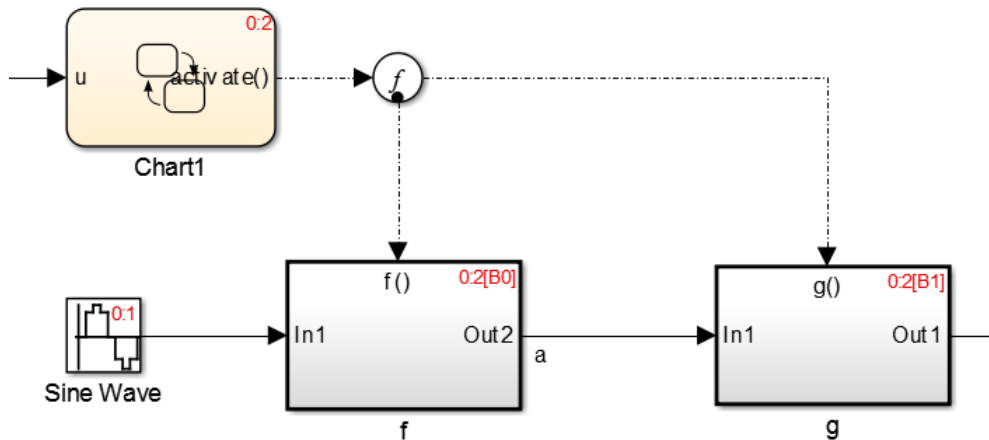 0:2
u
activate()
f
Chart1
f()
0:2[B0]
g()
0:2[B1]
0:1
In1
Out2
In1
Out1
a
Sine Wave
f
g